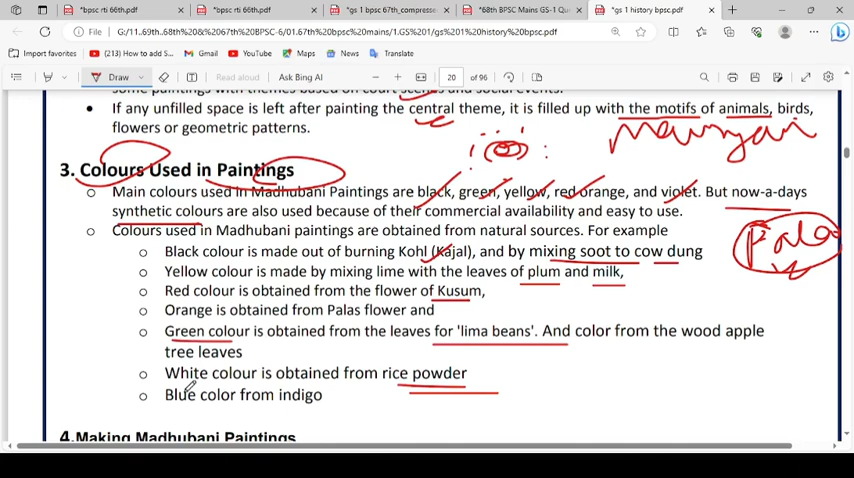 *bpsc rti 66th.pdf
*bpsc rti 66th.pdf
*gs 1 bpsc 67th_compresse
*68th BPSC Mains GS-1 Qu
*gs 1 history bpsc.pdf
File G:/11.69th.68th%20&%2067th%20BPSC-6/01.67th%20bpsc%20mains/1.GS%201/gs%201%20history%20bpsc.pdf
Import favorites (213) How to add S... Gmail YouTube Maps News Translate
Draw Read aloud Ask Bing AI 20 of 96
some paintings with themes based on court scenes and social events.
If any unfilled space is left after painting the central theme, it is filled up with the motifs of animals, birds,
flowers or geometric patterns.
3. Colours Used in Paintings
Main colours used in Madhubani Paintings are black, green, yellow, red orange, and violet. But now-a-days
synthetic colours are also used because of their commercial availability and easy to use.
Colours used in Madhubani paintings are obtained from natural sources. For example
Black colour is made out of burning Kohl (Kajal), and by mixing soot to cow dung
Yellow colour is made by mixing lime with the leaves of plum and milk,
Red colour is obtained from the flower of Kusum,
Orange is obtained from Palas flower and
Green colour is obtained from the leaves for 'lima beans'. And color from the wood apple
tree leaves
White colour is obtained from rice powder
Blue color from indigo
4. Making Madhubani Paintings